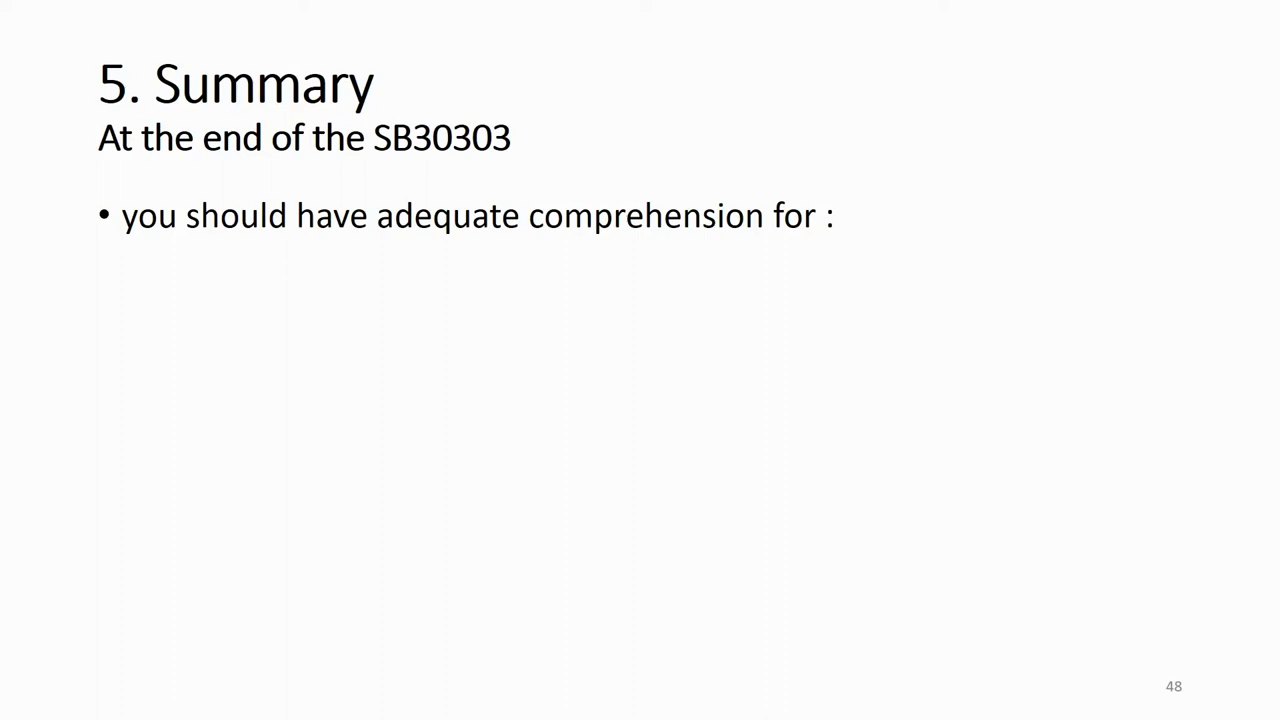 5. Summary
At the end of the SB30303
• you should have adequate comprehension for :
48